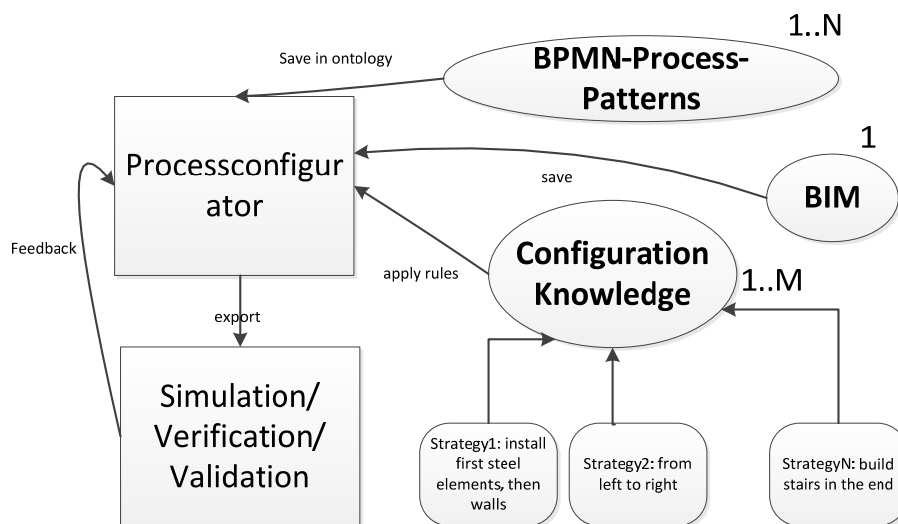 1..N
Save in ontology
BPMN-Process-
Patterns
1
Processconfigur
ator
save
BIM
Feedback
Configuration
Knowledge
apply rules
1..M
export
Simulation/
Verification/
Validation
Strategy1: install
first steel
elements, then
walls
Strategy2: from
left to right
StrategyN: build
stairs in the end